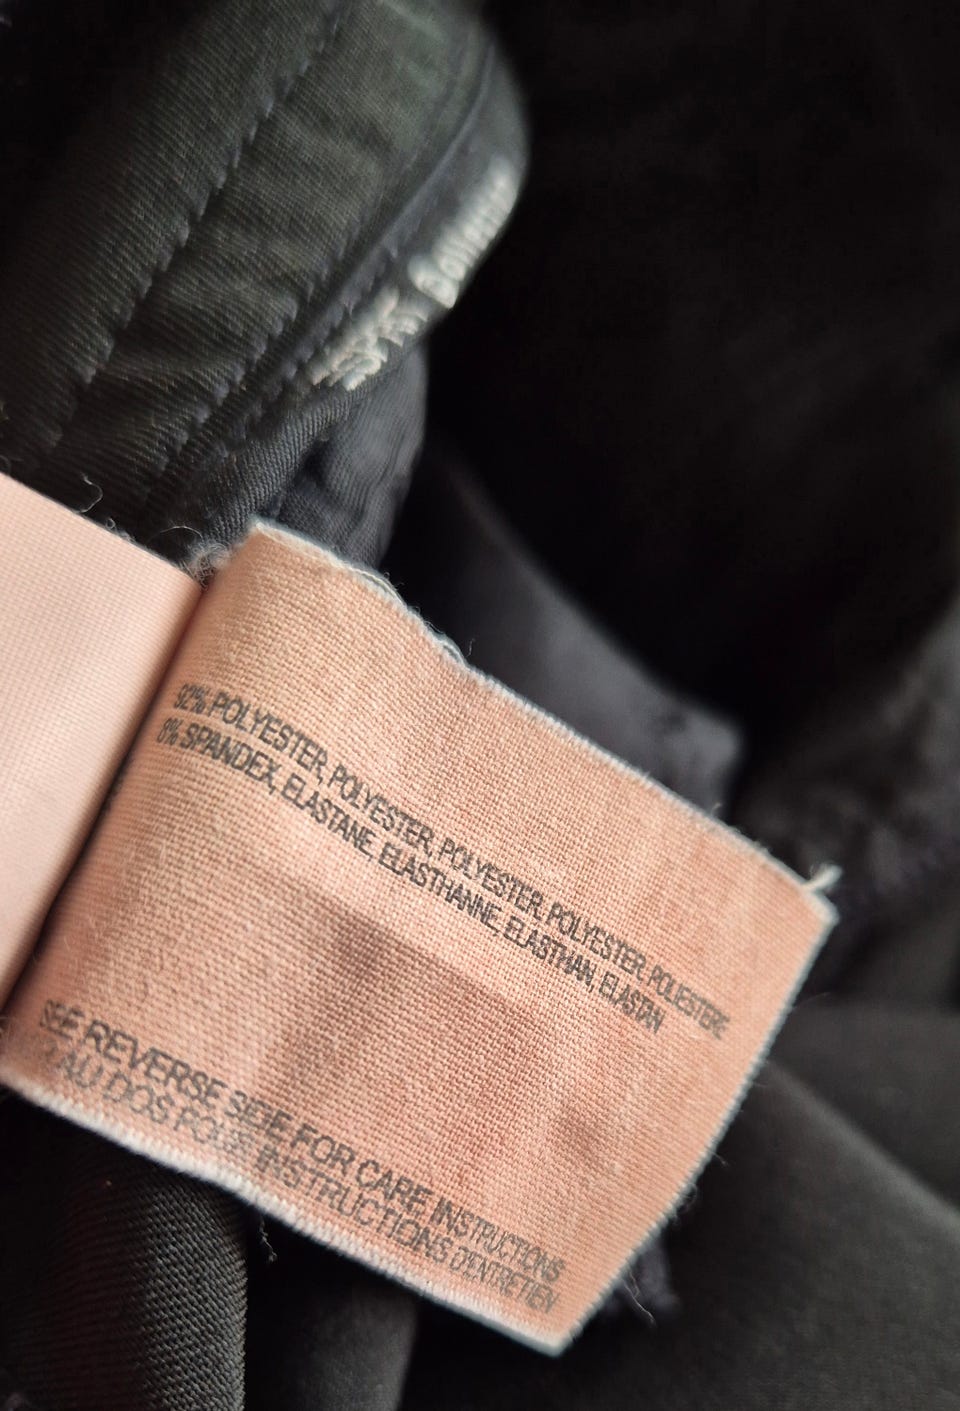 92% POLYESTER, POLYESTER, POLYESTER, POLYESTER, POLIESTERE
8% SPANDEX, ELASTANE, ELASTHANNE, ELASTHAN, ELASTAN
SEE REVERSE SIDE FOR CARE INSTRUCTIONS
AU DOS POUR INSTRUCTIONS D'ENTRETIEN